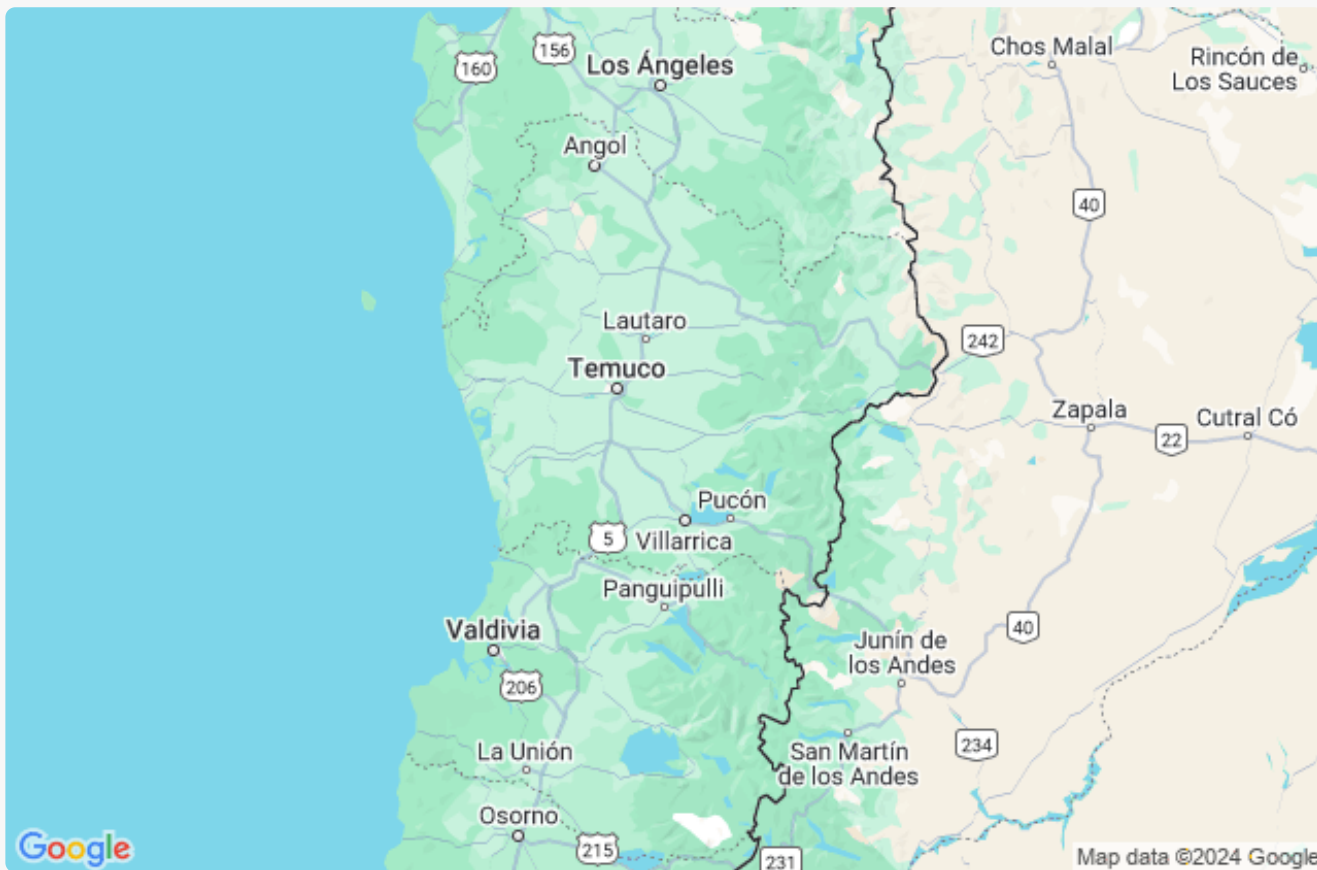 156
160
Los Ángeles
Chos Malal
Rincón de
Los Sauces
Angol
40
Lautaro
242
Temuco
Zapala
Cutral Có
22
Pucón
5
Villarrica
Panguipulli
Valdivia
40
Junín de
los Andes
206
La Unión
San Martín
de los Andes
234
Osorno
215
231
Google
Map data ©2024 Google